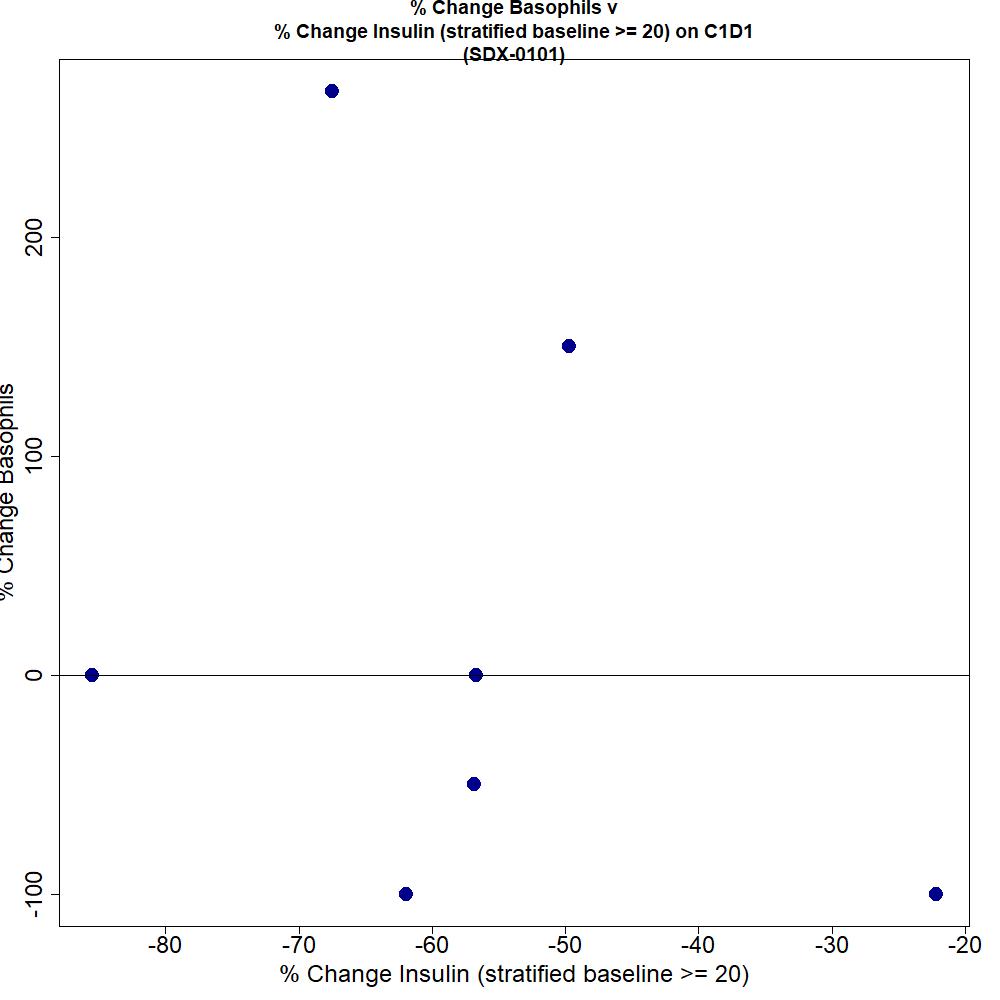 % Change Basophils v
% Change Insulin (stratified baseline >= 20) on C1D1
(SDX-0101)
% Change Basophils
200
100
0
-100
-80
-70
-60
-50
-40
-30
-20
% Change Insulin (stratified baseline >= 20)